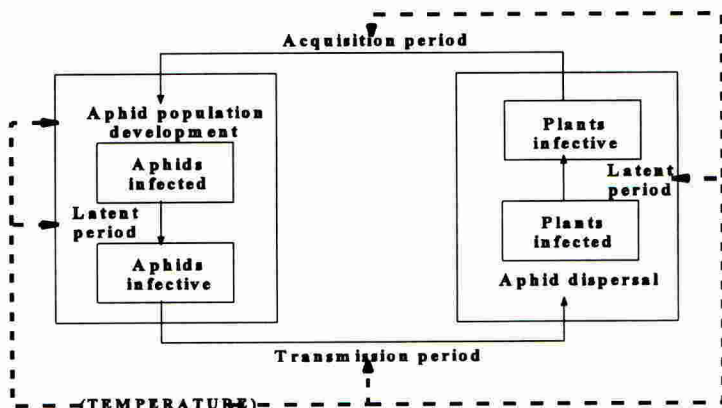 Acquisition period
Aphid population
development
Aphids
infected
Latent
period
Aphids
infective
Plants
infective
Latent
period
Plants
infected
Aphid dispersal
Transmission period
(TEMPERATURE)